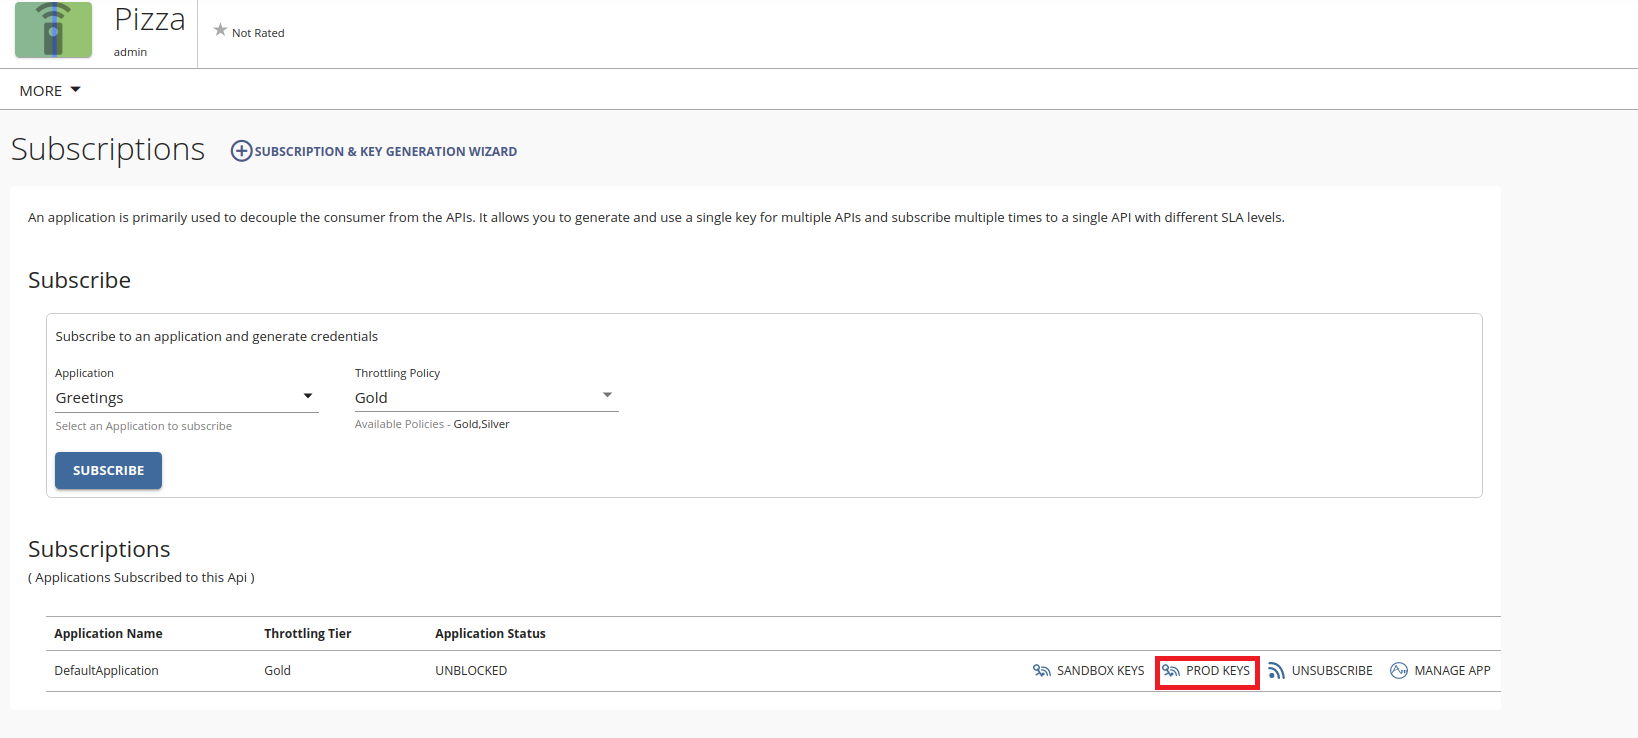 Pizza
admin
Not Rated
MORE
Subscriptions
SUBSCRIPTION & KEY GENERATION WIZARD
An application is primarily used to decouple the consumer from the APIs. It allows you to generate and use a single key for multiple APIs and subscribe multiple times to a single API with different SLA levels.
Subscribe
Subscribe to an application and generate credentials
Application
Throttling Policy
Greetings
Gold
Select an Application to subscribe
Available Policies - Gold,Silver
SUBSCRIBE
Subscriptions
( Applications Subscribed to this Api )
Application Name Throttling Tier Application Status
DefaultApplication Gold UNBLOCKED SANDBOX KEYS PROD KEYS UNSUBSCRIBE MANAGE APP